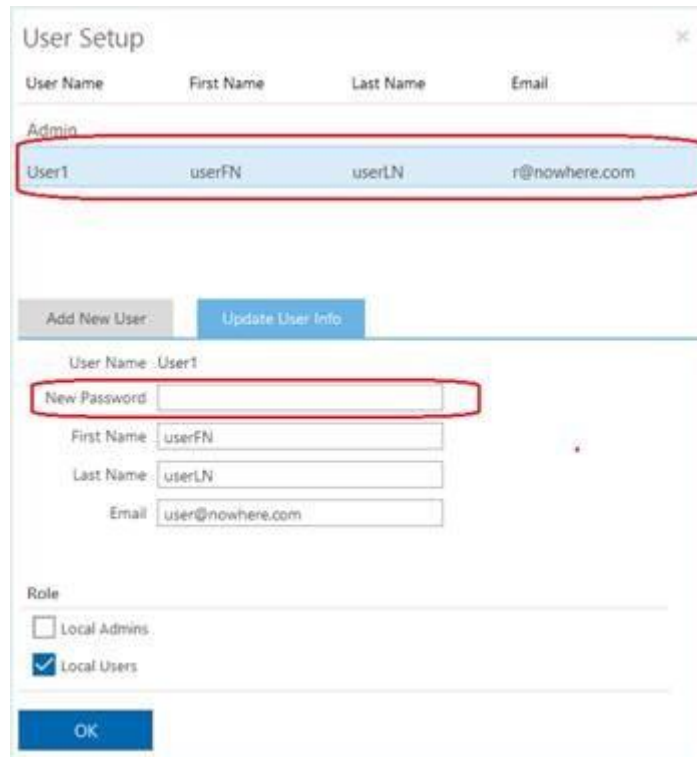 User Setup
User Name First Name Last Name Email
Admin
User1 userFN userLN r@nowhere.com
Add New User Update User Info
User Name User1
New Password
First Name userFN
Last Name userLN
Email user@nowhere.com
Role
Local Admins
Local Users
OK